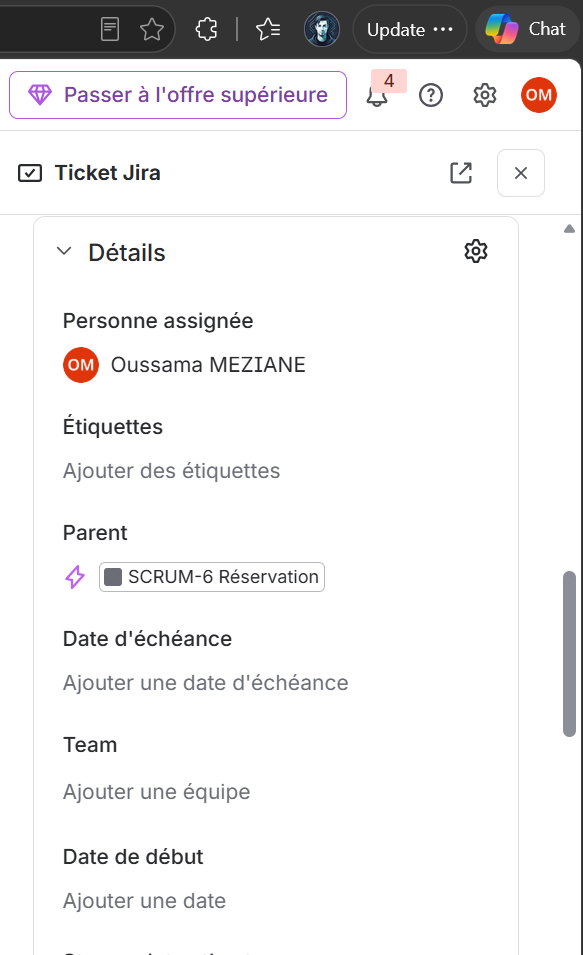 Update
Chat
Passer à l'offre supérieure
4
OM
Ticket Jira
Détails
Personne assignée
OM Oussama MEZIANE
Étiquettes
Ajouter des étiquettes
Parent
SCRUM-6 Réservation
Date d'échéance
Ajouter une date d'échéance
Team
Ajouter une équipe
Date de début
Ajouter une date